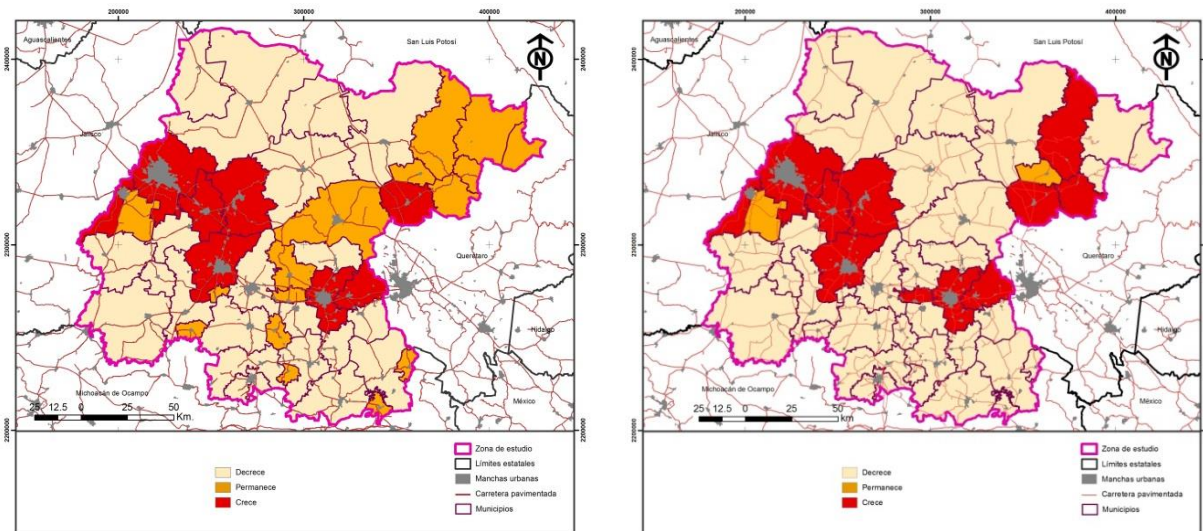 200000 300000 400000
Aguascalientes
San Luis Potosí
N
2400000
Jalisco
2300000
Querétaro
Hidalgo
Michoacán de Ocampo
México
25 12.5 0 25 50
Km.
2200000
Decrece
Permanece
Crece
Zona de estudio
Límites estatales
Manchas urbanas
Carretera pavimentada
Municipios
200000 300000 400000
Aguascalientes
San Luis Potosí
N
2400000
Jalisco
2300000
Querétaro
Hidalgo
Michoacán de Ocampo
México
25 12.5 0 25 50
km
2200000
Decrece
Permanece
Crece
Zona de estudio
Límites estatales
Manchas urbanas
Carretera pavimentada
Municipios